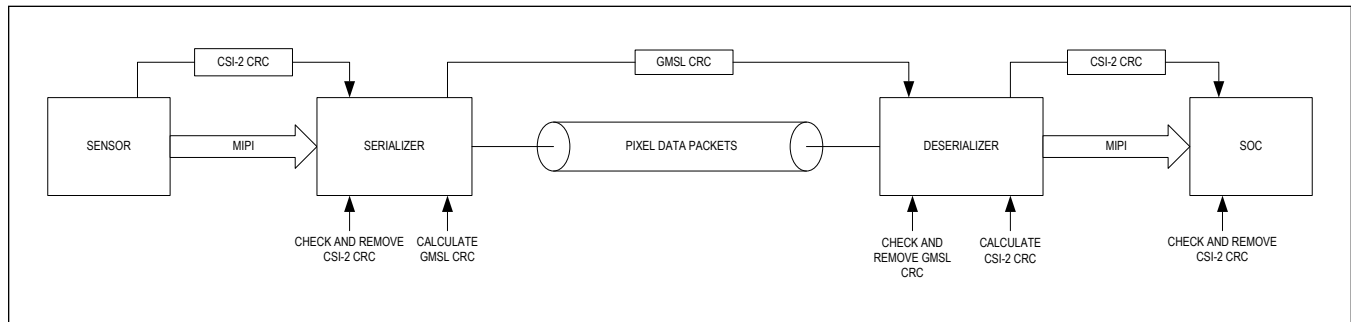 CSI-2 CRC
GMSL CRC
CSI-2 CRC
SENSOR
MIPI
SERIALIZER
PIXEL DATA PACKETS
DESERIALIZER
MIPI
SOC
CHECK AND REMOVE
CSI-2 CRC
CALCULATE
GMSL CRC
CHECK AND
REMOVE GMSL
CRC
CALCULATE
CSI-2 CRC
CHECK AND REMOVE
CSI-2 CRC